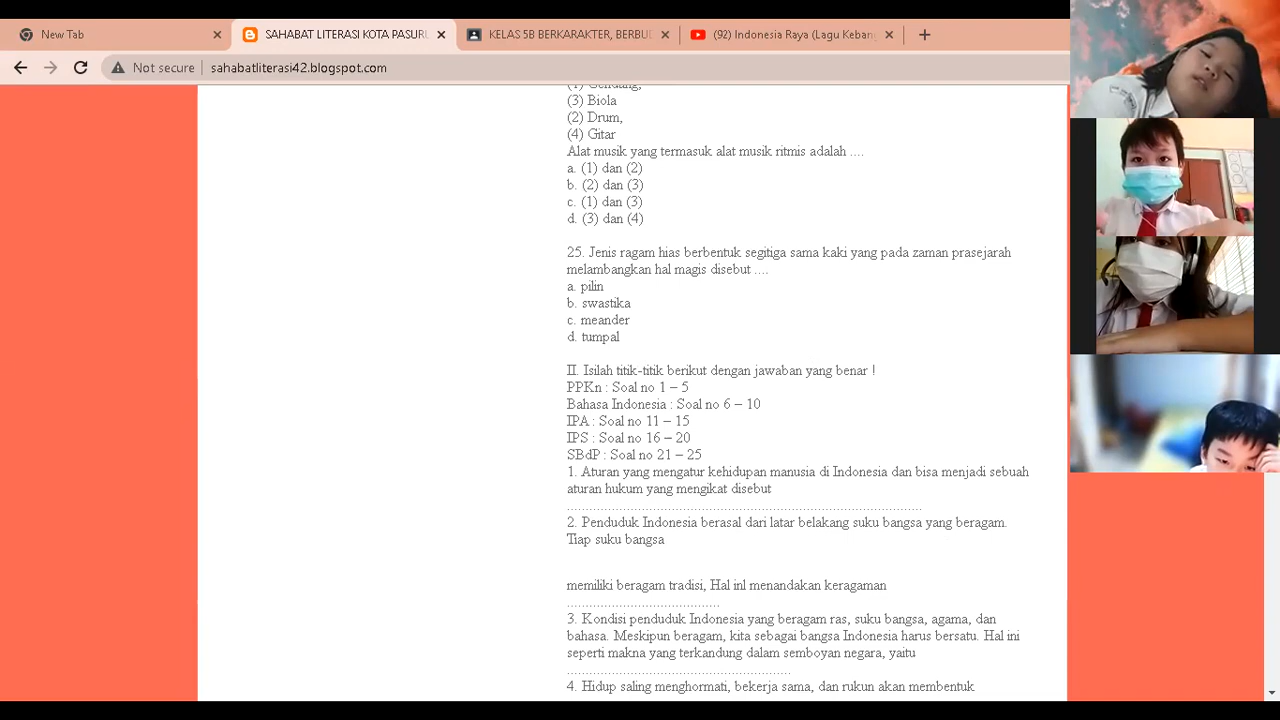 New Tab
SAHABAT LITERASI KOTA PASURU
KELAS 5B BERKARAKTER, BERBUD
(92) Indonesia Raya (Lagu Kebang
Not secure
sahabatliterasi42.blogspot.com
(1) Gendang,
(3) Biola
(2) Drum,
(4) Gitar
Alat musik yang termasuk alat musik ritmis adalah ....
a. (1) dan (2)
b. (2) dan (3)
c. (1) dan (3)
d. (3) dan (4)
25. Jenis ragam hias berbentuk segitiga sama kaki yang pada zaman prasejarah
melambangkan hal magis disebut ....
a. pilin
b. swastika
c. meander
d. tumpal
II. Isilah titik-titik berikut dengan jawaban yang benar !
PPKn : Soal no 1 – 5
Bahasa Indonesia : Soal no 6 – 10
IPA : Soal no 11 – 15
IPS : Soal no 16 – 20
SBdP : Soal no 21 – 25
1. Aturan yang mengatur kehidupan manusia di Indonesia dan bisa menjadi sebuah
aturan hukum yang mengikat disebut
...............................................................................................
2. Penduduk Indonesia berasal dari latar belakang suku bangsa yang beragam.
Tiap suku bangsa
memiliki beragam tradisi, Hal inl menandakan keragaman
.........................................
3. Kondisi penduduk Indonesia yang beragam ras, suku bangsa, agama, dan
bahasa. Meskipun beragam, kita sebagai bangsa Indonesia harus bersatu. Hal ini
seperti makna yang terkandung dalam semboyan negara, yaitu
............................................................
4. Hidup saling menghormati, bekerja sama, dan rukun akan membentuk